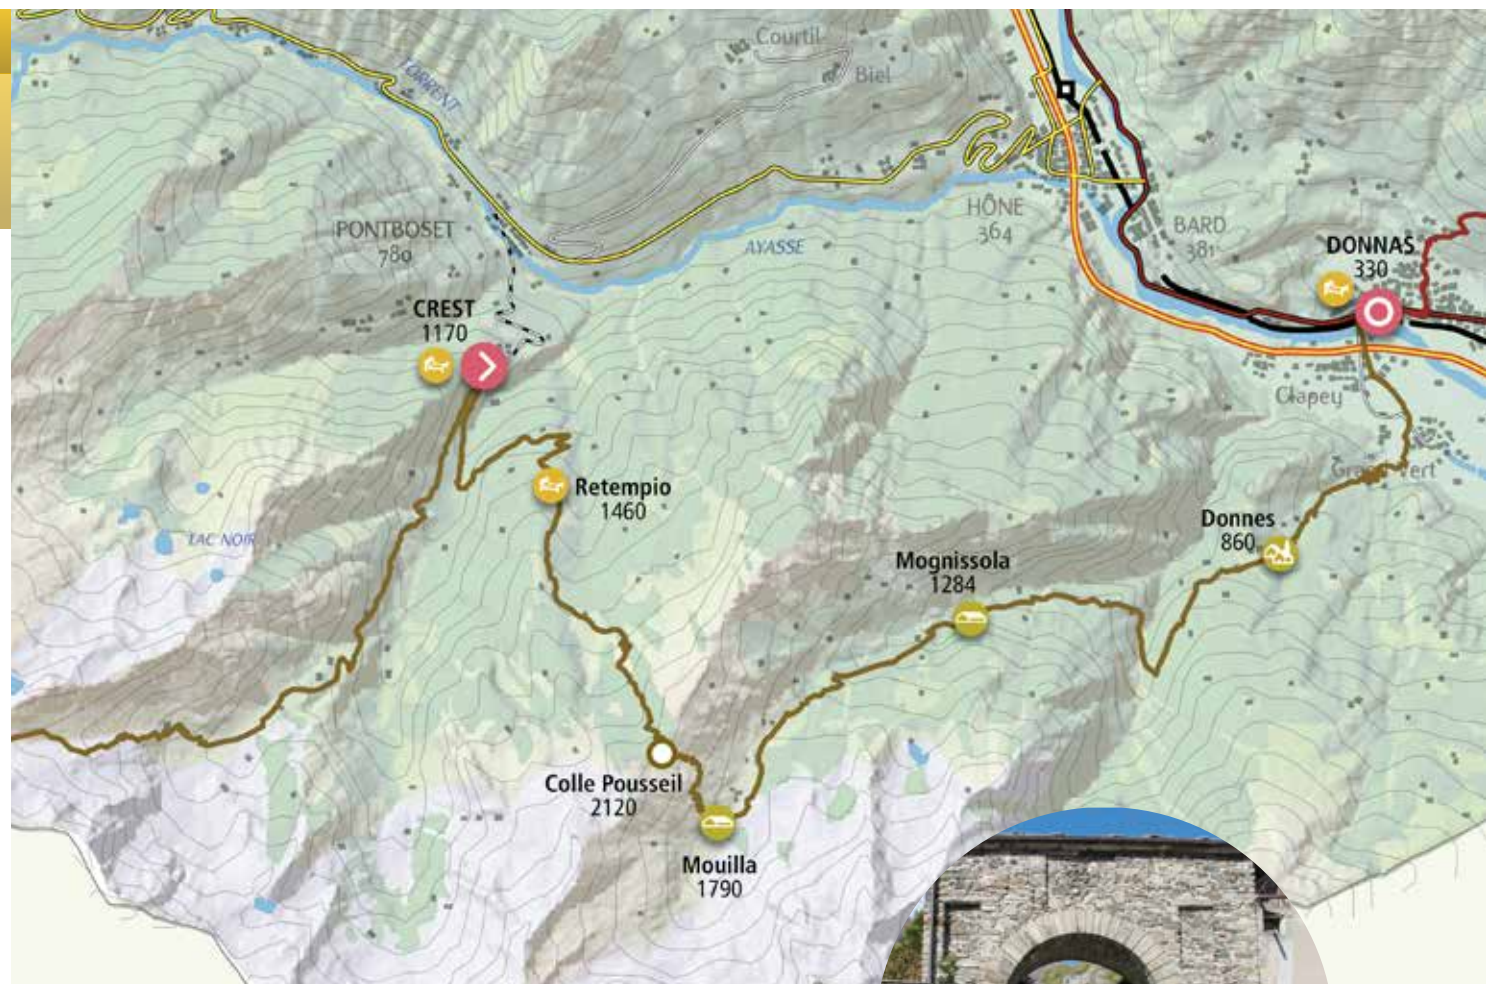 Courtil
Biel
TORRENT
PONTBOSET
780
HÔNE
364
AYASSE
BARD
381
DONNAS
330
CREST
1170
Clapey
Grand Vert
Retempio
1460
Donnes
860
LAC NOIR
Mognissola
1284
Colle Pousseil
2120
Mouilla
1790